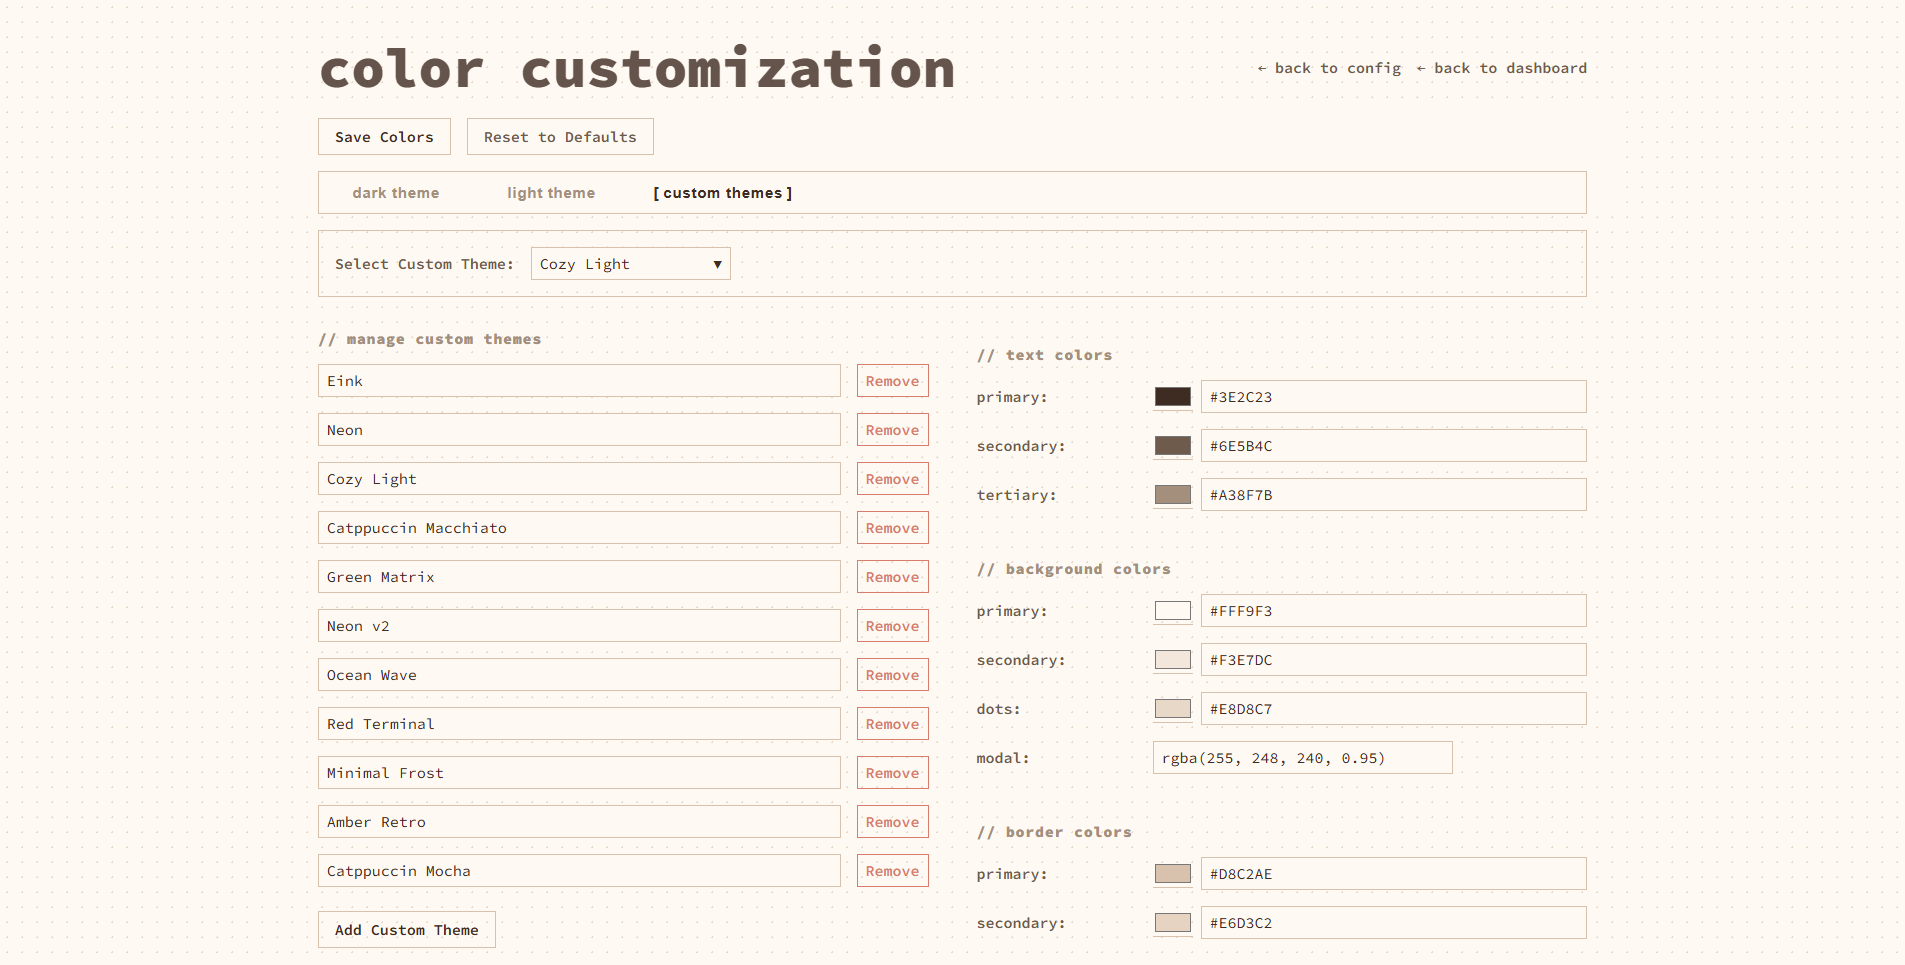 color customization
← back to config ← back to dashboard
Save Colors Reset to Defaults
dark theme light theme [ custom themes ]
Select Custom Theme: Cozy Light ▼
// manage custom themes
Eink Remove
Neon Remove
Cozy Light Remove
Catppuccin Macchiato Remove
Green Matrix Remove
Neon v2 Remove
Ocean Wave Remove
Red Terminal Remove
Minimal Frost Remove
Amber Retro Remove
Catppuccin Mocha Remove
Add Custom Theme
// text colors
primary: #3E2C23
secondary: #6E5B4C
tertiary: #A38F7B
// background colors
primary: #FFF9F3
secondary: #F3E7DC
dots: #E8D8C7
modal: rgba(255, 248, 240, 0.95)
// border colors
primary: #D8C2AE
secondary: #E6D3C2